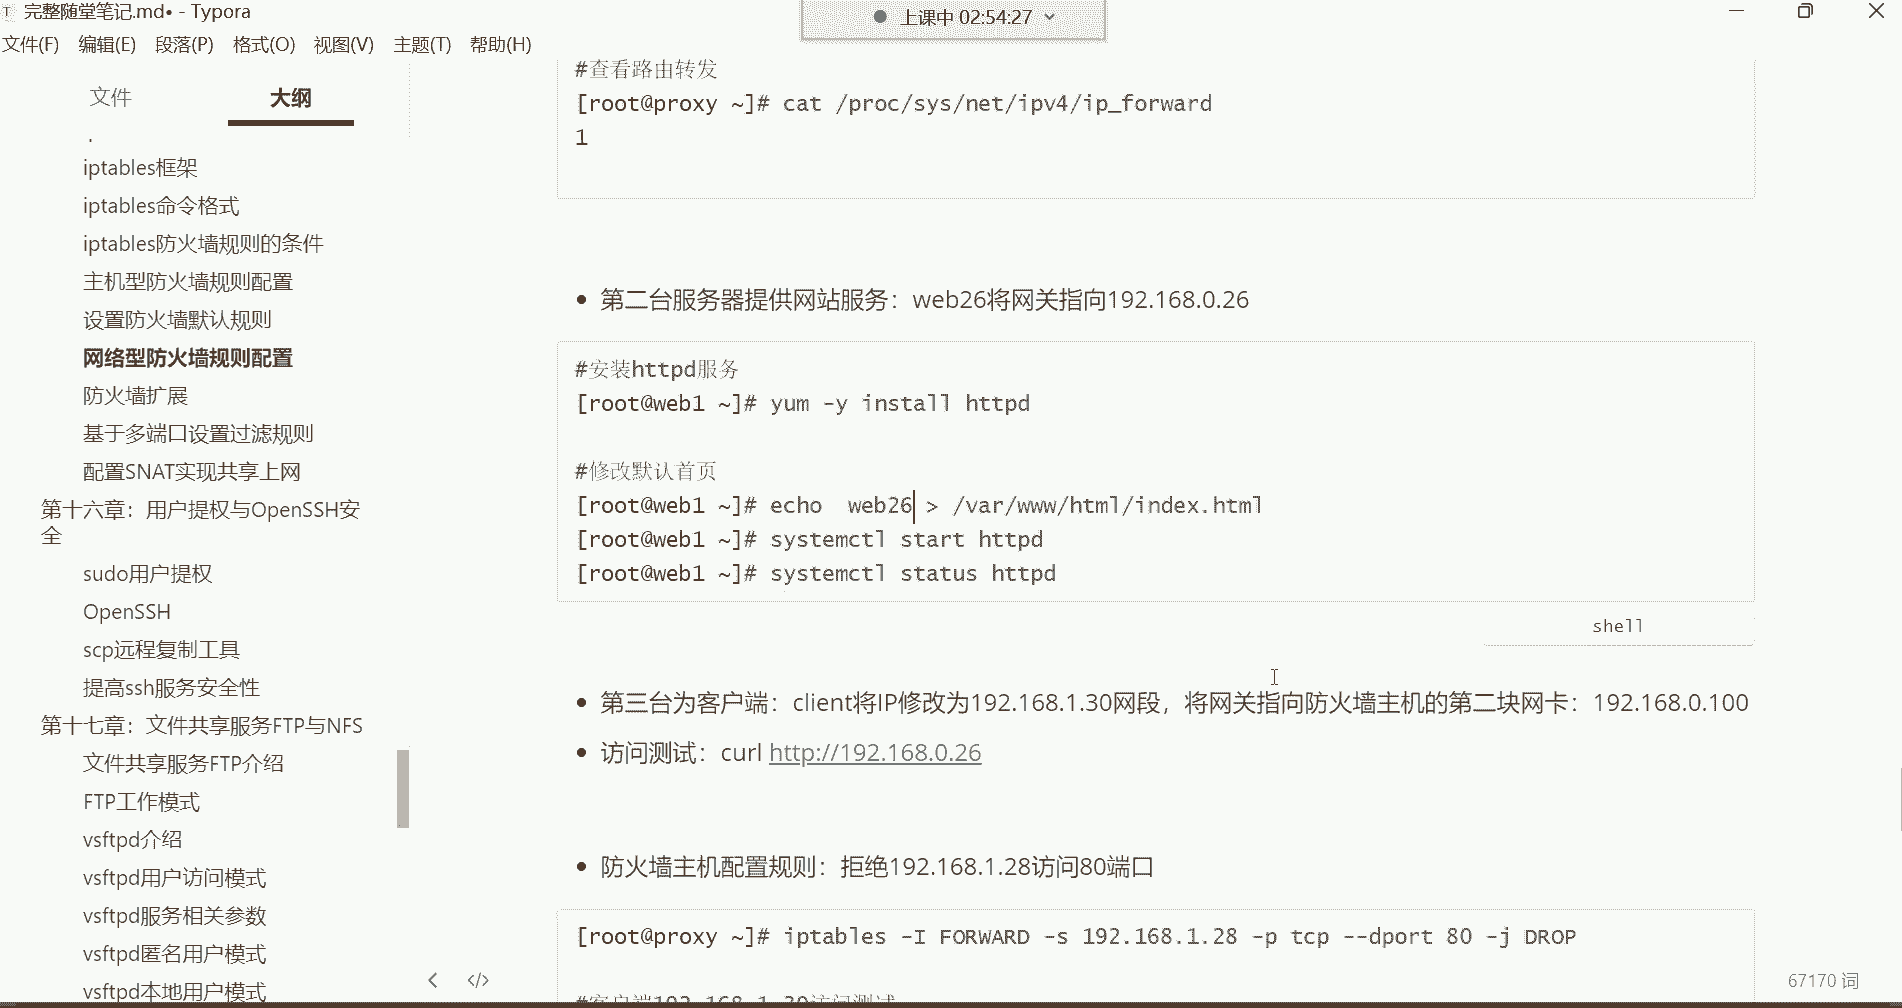 完整随堂笔记.md• - Typora
上课中 02:54:27
文件(F) 编辑(E) 段落(P) 格式(O) 视图(V) 主题(T) 帮助(H)
文件 大纲
iptables框架
iptables命令格式
iptables防火墙规则的条件
主机型防火墙规则配置
设置防火墙默认规则
网络型防火墙规则配置
防火墙扩展
基于多端口设置过滤规则
配置SNAT实现共享上网
第十六章：用户提权与OpenSSH安
全
sudo用户提权
OpenSSH
scp远程复制工具
提高ssh服务安全性
第十七章：文件共享服务FTP与NFS
文件共享服务FTP介绍
FTP工作模式
vsftpd介绍
vsftpd用户访问模式
vsftpd服务相关参数
vsftpd匿名用户模式
vsftpd本地用户模式
#查看路由转发
[root@proxy ~]# cat /proc/sys/net/ipv4/ip_forward
1
• 第二台服务器提供网站服务：web26将网关指向192.168.0.26
#安装httpd服务
[root@web1 ~]# yum -y install httpd
#修改默认首页
[root@web1 ~]# echo  web26 > /var/www/html/index.html
[root@web1 ~]# systemctl start httpd
[root@web1 ~]# systemctl status httpd
shell
• 第三台为客户端：client将IP修改为192.168.1.30网段，将网关指向防火墙主机的第二块网卡：192.168.0.100
• 访问测试：curl http://192.168.0.26
• 防火墙主机配置规则：拒绝192.168.1.28访问80端口
[root@proxy ~]# iptables -I FORWARD -s 192.168.1.28 -p tcp --dport 80 -j DROP
#客户端192.168.1.30访问测试
67170 词